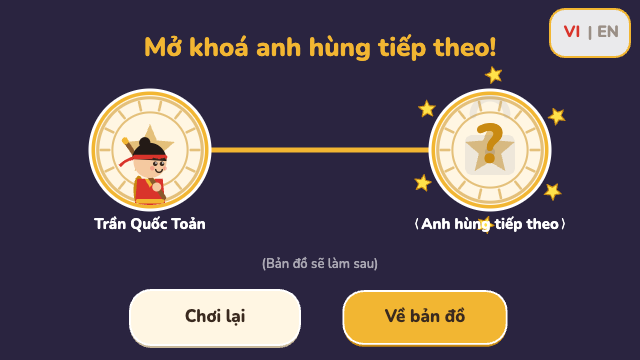 VI | EN
Mở khoá anh hùng tiếp theo!
?
Trần Quốc Toản
⟨Anh hùng tiếp theo⟩
(Bản đồ sẽ làm sau)
Chơi lại
Về bản đồ